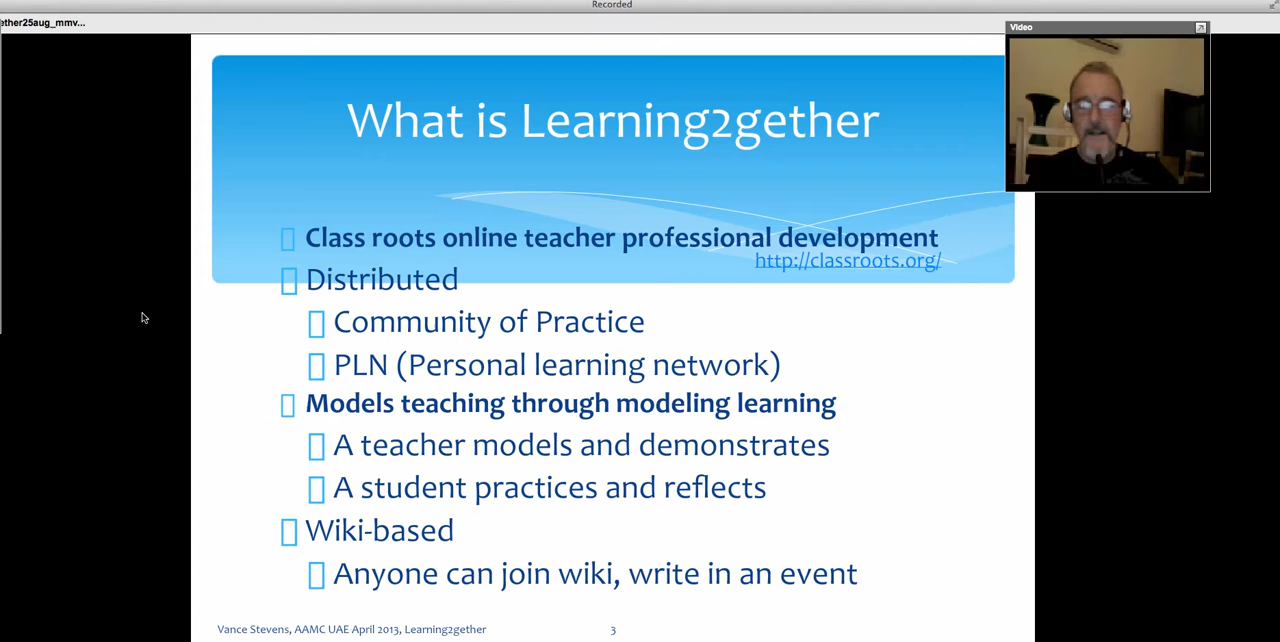 Recorded
ether25aug_mmv...
Video
What is Learning2gether
Class roots online teacher professional development
http://classroots.org/
Distributed
Community of Practice
PLN (Personal learning network)
Models teaching through modeling learning
A teacher models and demonstrates
A student practices and reflects
Wiki-based
Anyone can join wiki, write in an event
Vance Stevens, AAMC UAE April 2013, Learning2gether
3